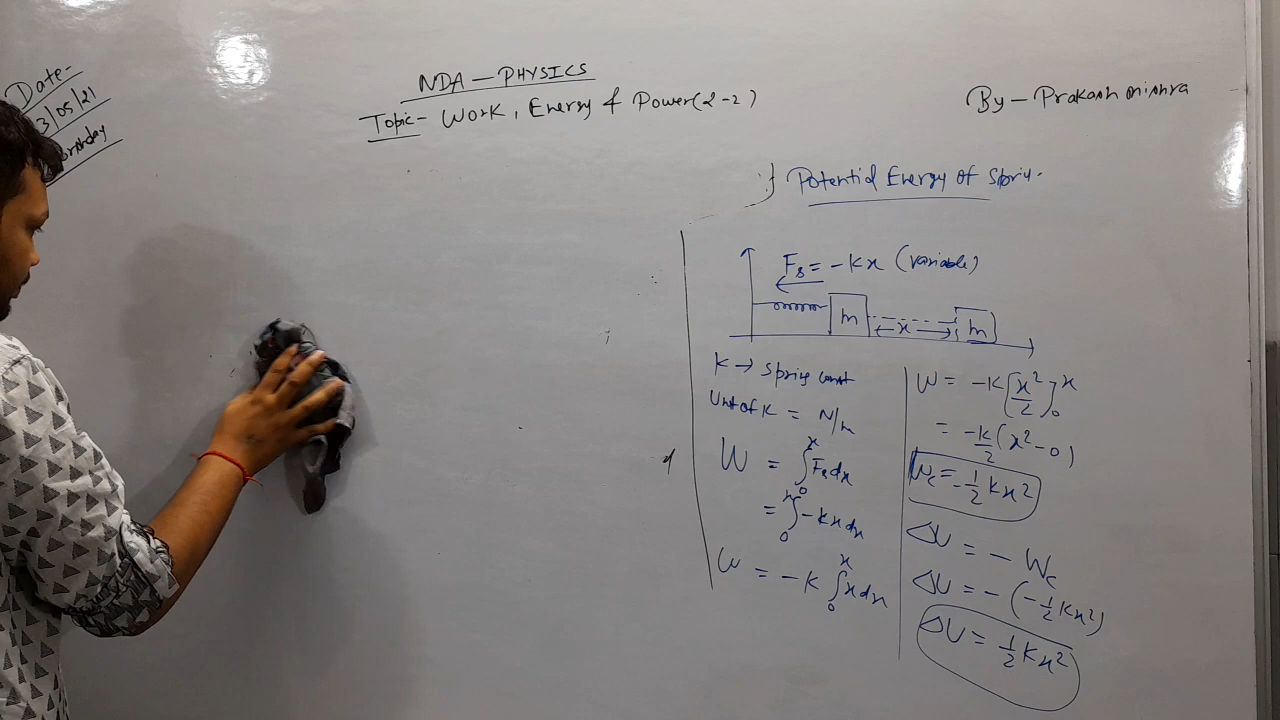 Date-
3/05/21
NDA - PHYSICS
Topic- Work, Energy & Power (2-2)
By - Prakash mishra
Potential Energy of Spring.
Fs = -Kx (variable)
m
x
m
K → Spring const
Unit of K = N/m
W = ∫₀ˣ Fs dx
= ∫₀ˣ -Kx dx
W = -K ∫₀ˣ x dx
W = -K [x²/2]₀ˣ
= -K/2 (x²-0)
Wc = -1/2 Kx²
ΔU = - Wc
ΔU = - (-1/2 Kx²)
ΔU = 1/2 Kx²